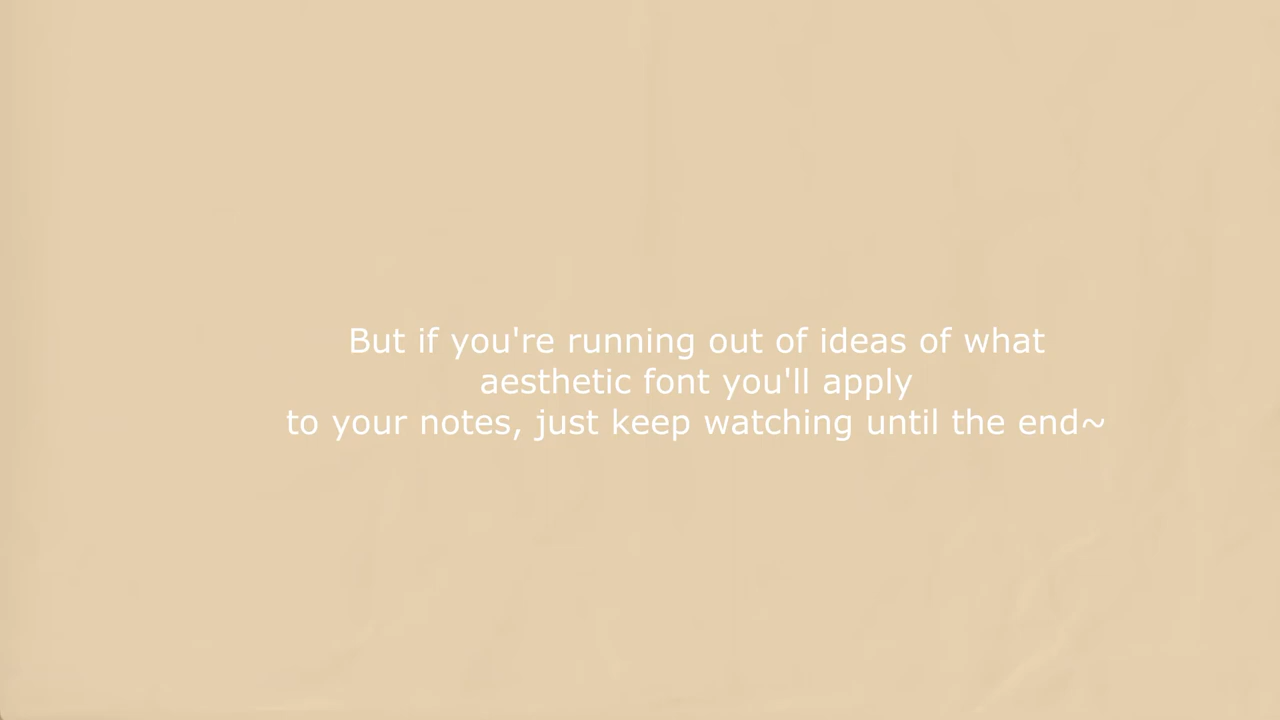 But if you're running out of ideas of what
aesthetic font you'll apply
to your notes, just keep watching until the end~